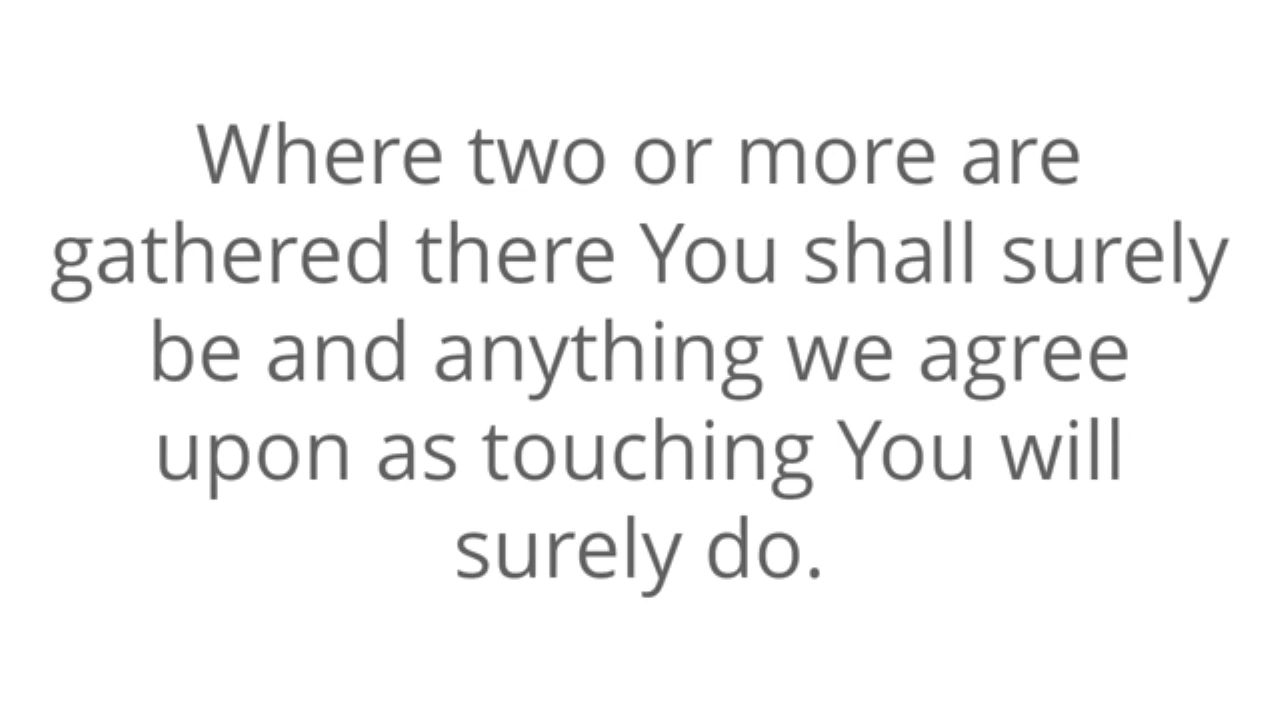 Where two or more are
gathered there You shall surely
be and anything we agree
upon as touching You will
surely do.